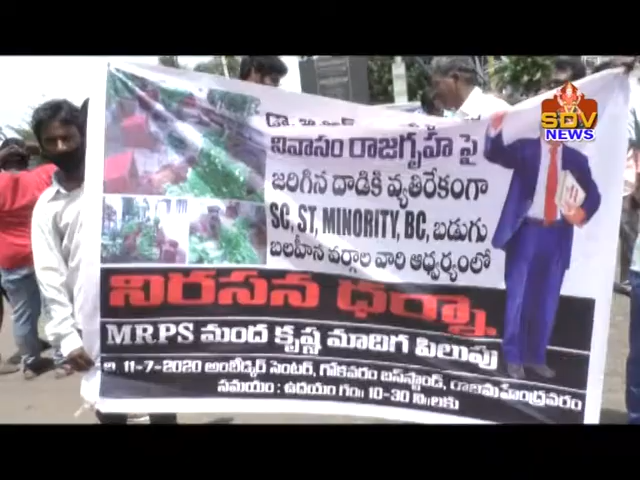 SDV
NEWS
డా.
నివాసం రాజగృహ పై
జరిగిన దాడికి వ్యతిరేకంగా
SC, ST, MINORITY, BC, బడుగు
బలహీన వర్గాల వారి ఆధ్వర్యంలో
నిరసన ధర్నా
MRPS మంద కృష్ణ మాదిగ పిలుపు
11-7-2020 అంబేద్కర్ సెంటర్, గోకవరం బస్‌స్టాండ్, రాజమహేంద్రవరం
సమయం : ఉదయం గం॥ 10-30 ని॥లకు